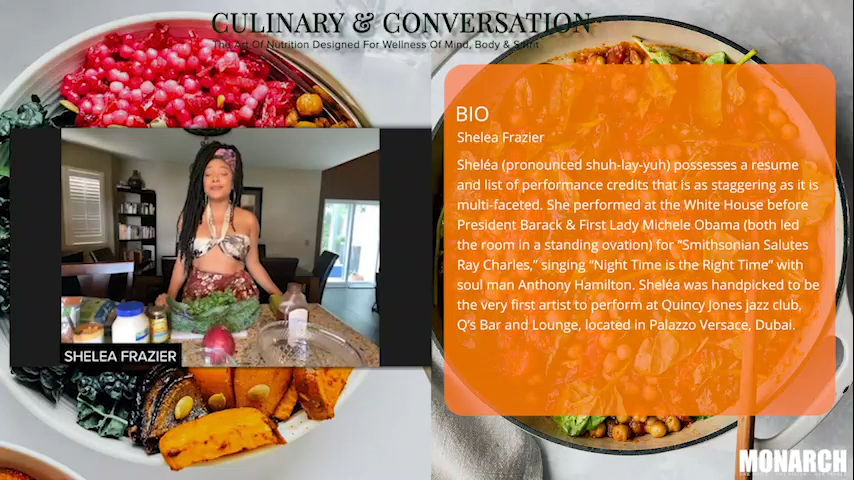 CULINARY & CONVERSATION
The Art Of Nutrition Designed For Wellness Of Mind, Body & Spirit
BIO
Shelea Frazier
Sheléa (pronounced shuh-lay-yuh) possesses a resume
and list of performance credits that is as staggering as it is
multi-faceted. She performed at the White House before
President Barack & First Lady Michele Obama (both led
the room in a standing ovation) for “Smithsonian Salutes
Ray Charles,” singing “Night Time is the Right Time” with
soul man Anthony Hamilton. Sheléa was handpicked to be
the very first artist to perform at Quincy Jones jazz club,
Q’s Bar and Lounge, located in Palazzo Versace, Dubai.
SHELEA FRAZIER
MONARCH